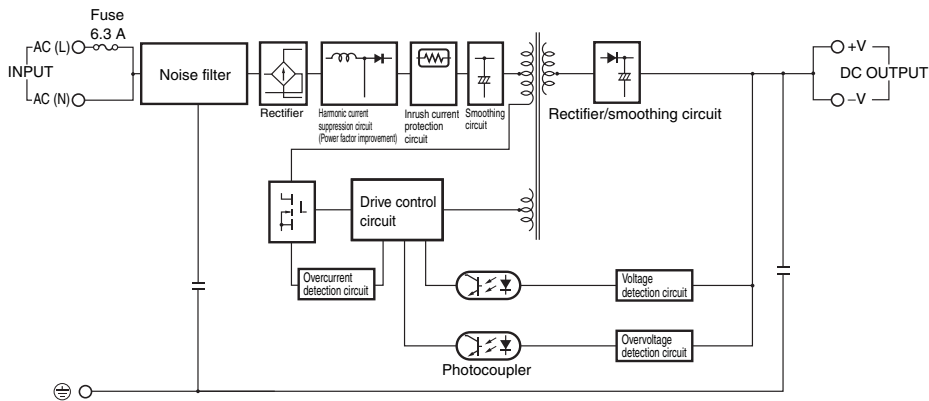 Fuse
6.3 A
AC (L)
INPUT
AC (N)
Noise filter
Rectifier
Harmonic current
suppression circuit
(Power factor improvement)
Inrush current
protection
circuit
Smoothing
circuit
Rectifier/smoothing circuit
+V
DC OUTPUT
–V
Drive control
circuit
Overcurrent
detection circuit
Voltage
detection circuit
Overvoltage
detection circuit
Photocoupler